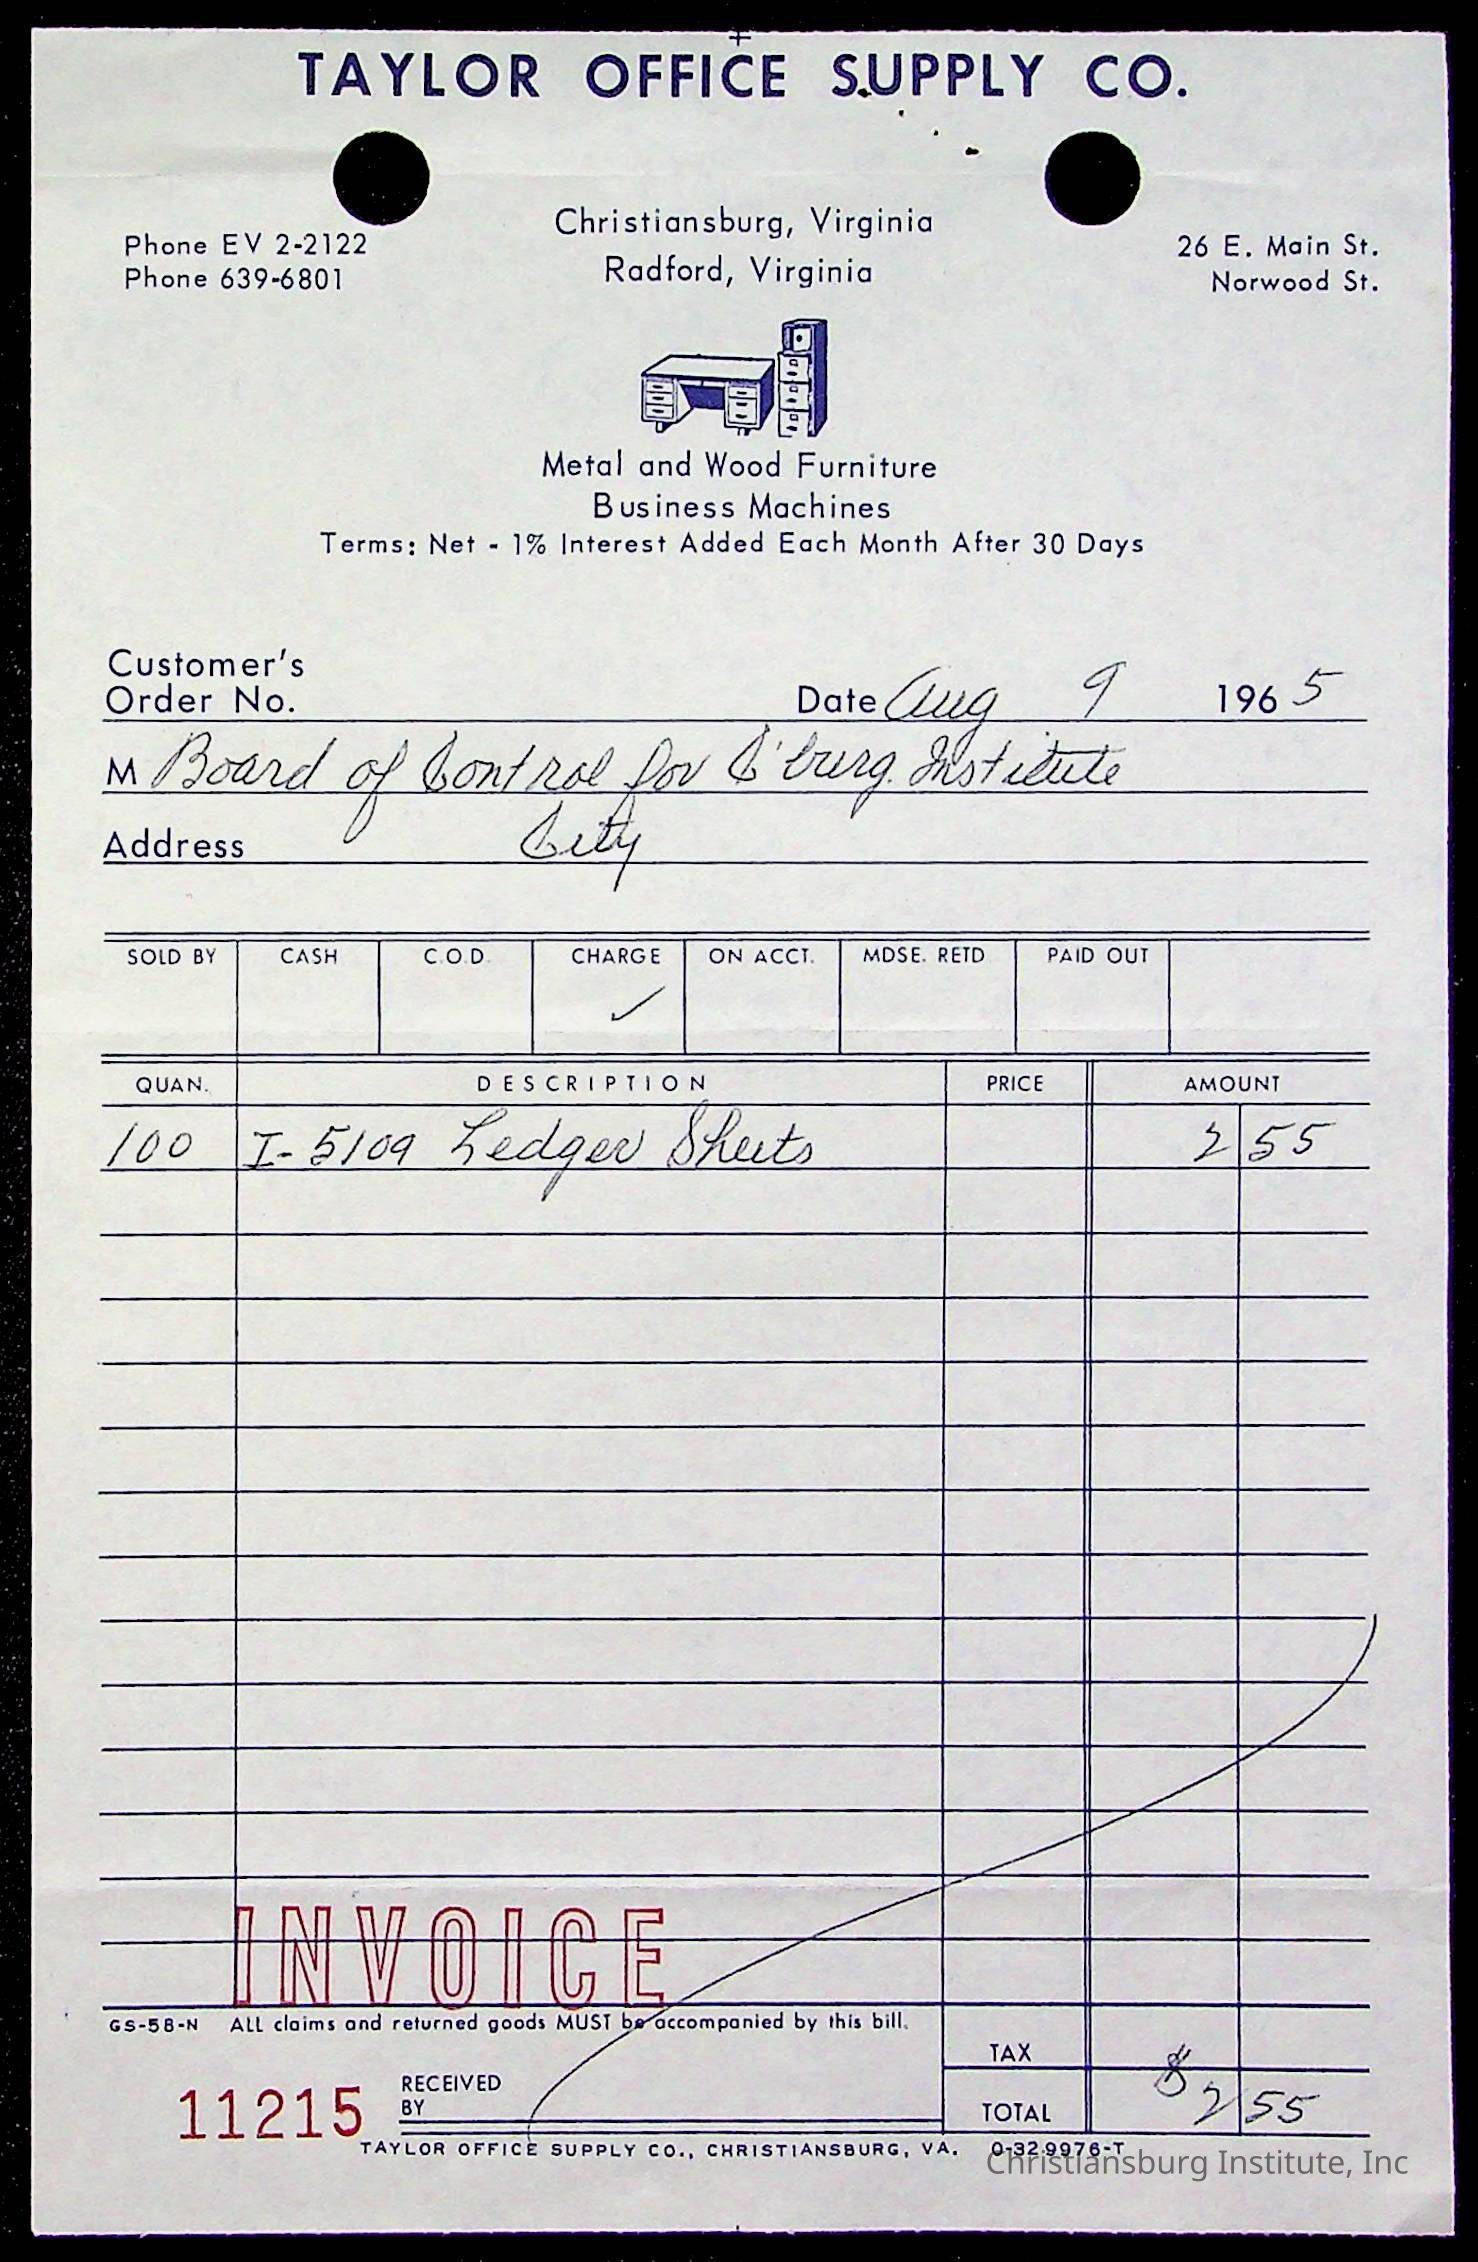 TAYLOR OFFICE SUPPLY CO.
Christiansburg, Virginia
Radford, Virginia
Phone EV 2-2122
Phone 639-6801
26 E. Main St.
Norwood St.
Metal and Wood Furniture
Business Machines
Terms: Net - 1% Interest Added Each Month After 30 Days
Customer's
Order No.
Date Aug 9 1965
M Board of Control for C'burg. Institute
Address City
SOLD BY CASH C.O.D. CHARGE ON ACCT. MDSE. RETD PAID OUT
✓
QUAN. DESCRIPTION PRICE AMOUNT
100 I-5109 Ledger Sheets 2 55
INVOICE
GS-58-N ALL claims and returned goods MUST be accompanied by this bill.
TAX
11215 RECEIVED
BY
TOTAL $2 55
TAYLOR OFFICE SUPPLY CO., CHRISTIANSBURG, VA. 0-329976-T
Christiansburg Institute, Inc